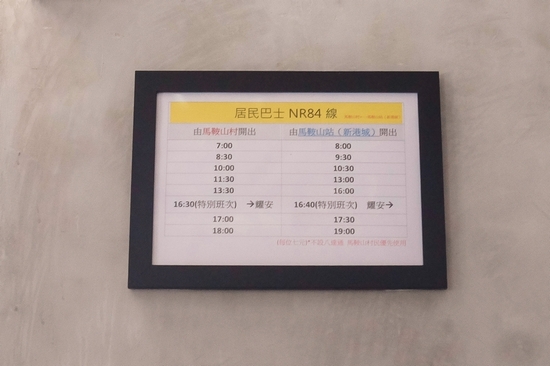 居民巴士 NR84 線
由馬鞍山村開出 由馬鞍山站（新港城）開出
7:00 8:00
8:30 9:30
10:00 10:30
11:30 13:00
13:30 16:00
16:30(特別班次) →耀安 16:40(特別班次) 耀安→
17:00 17:30
18:00 19:00